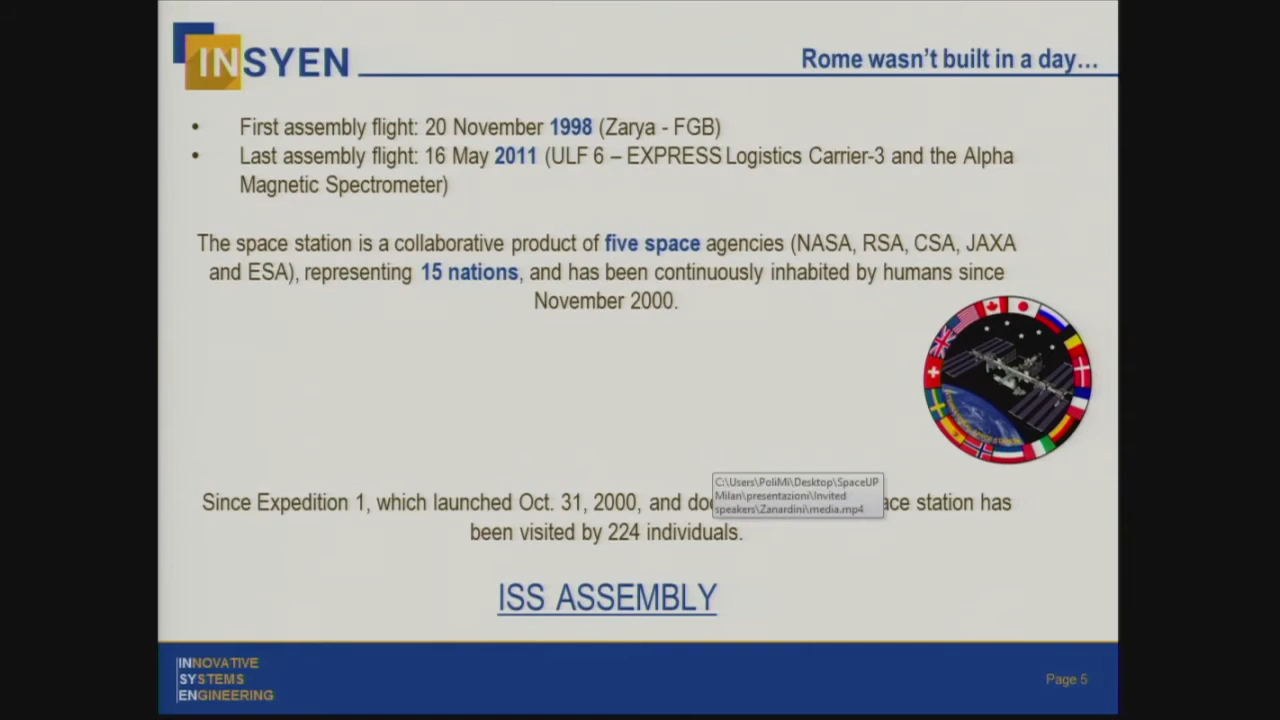 INSYEN
Rome wasn't built in a day…
• First assembly flight: 20 November 1998 (Zarya - FGB)
• Last assembly flight: 16 May 2011 (ULF 6 – EXPRESS Logistics Carrier-3 and the Alpha
Magnetic Spectrometer)
The space station is a collaborative product of five space agencies (NASA, RSA, CSA, JAXA
and ESA), representing 15 nations, and has been continuously inhabited by humans since
November 2000.
C:\Users\PoliMi\Desktop\SpaceUP
Milan\presentazioni\Invited
speakers\Zanardini\media.mp4
Since Expedition 1, which launched Oct. 31, 2000, and space station has
been visited by 224 individuals.
ISS ASSEMBLY
INNOVATIVE
SYSTEMS
ENGINEERING
Page 5